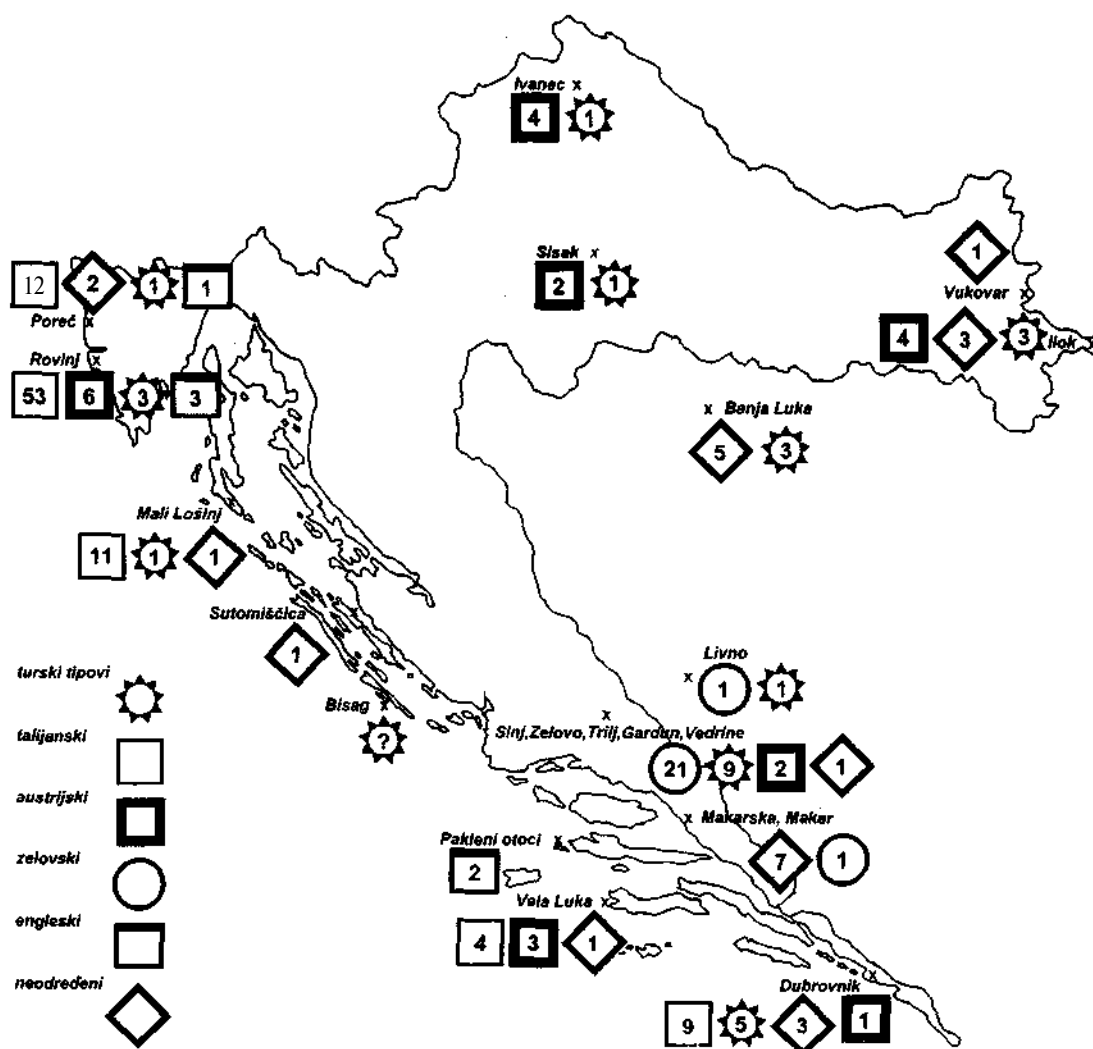 Ivanec x
4 1
Sisak x
2 1
1
Vukovar x
4 3 3 Ilok
12 2 1 1
Poreč x
Rovinj x
53 6 3 3
x Banja Luka
5 3
Mali Lošinj
11 1 1
Sutomiščica
1
Bisag x
?
Livno
x
1 1
x
Sinj,Zelovo,Trilj,Gardun,Vedrine
21 9 2 1
x Makarska, Makar
7 1
Pakleni otoci x
2
Vela Luka x
4 3 1
x
Dubrovnik
9 5 3 1
turski tipovi
talijanski
austrijski
zelovski
engleski
neodređeni